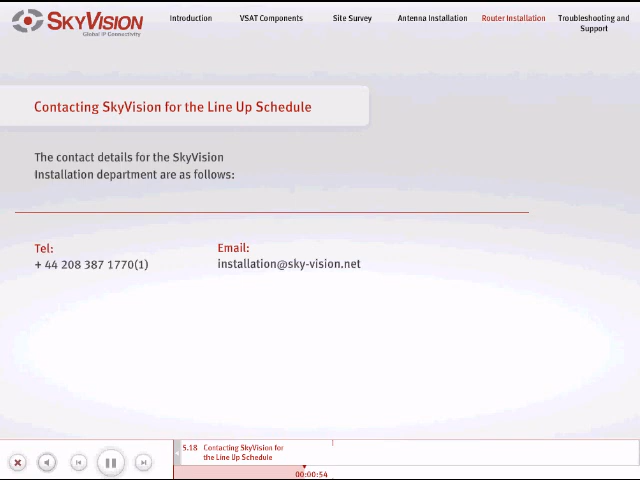 SKYVISION
Global IP Connectivity
Introduction
VSAT Components
Site Survey
Antenna Installation
Router Installation
Troubleshooting and
Support
Contacting SkyVision for the Line Up Schedule
The contact details for the SkyVision
Installation department are as follows:
Tel:
+ 44 208 387 1770(1)
Email:
installation@sky-vision.net
5.18 Contacting SkyVision for
the Line Up Schedule
00:00:54